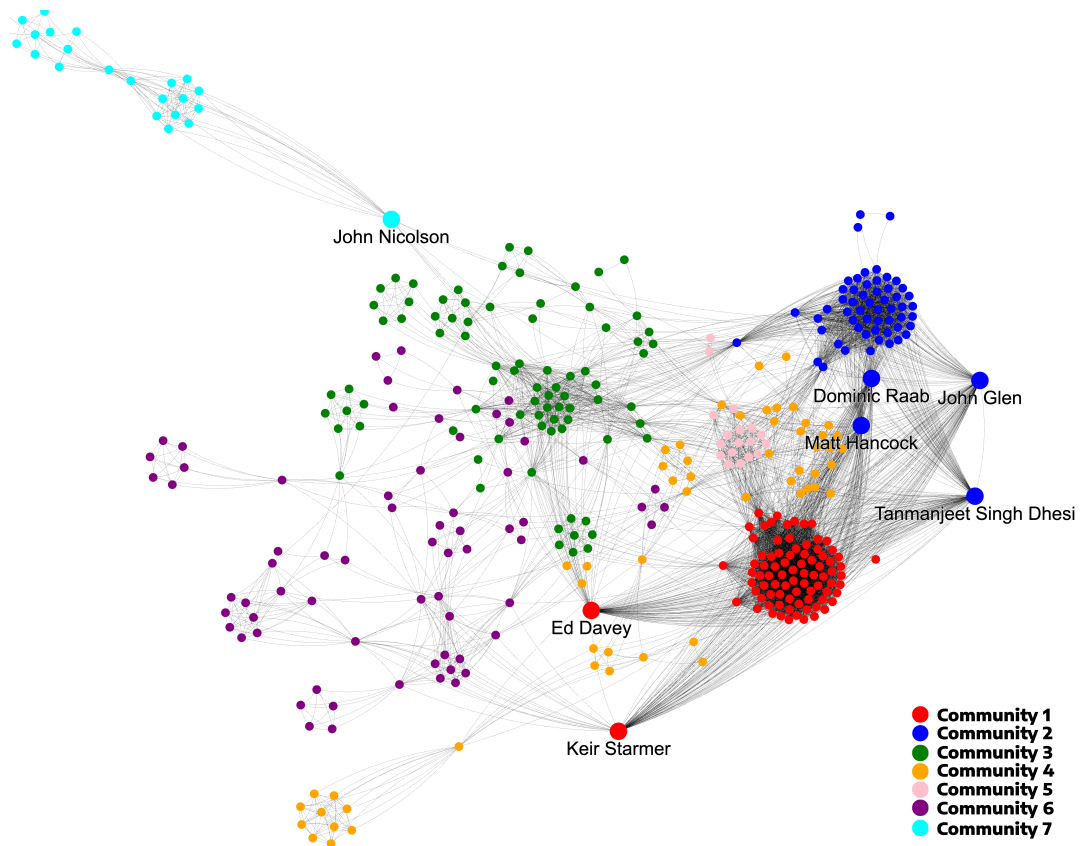 John Nicolson
Dominic Raab
John Glen
Matt Hancock
Tanmanjeet Singh Dhesi
Ed Davey
Keir Starmer
Community 1
Community 2
Community 3
Community 4
Community 5
Community 6
Community 7